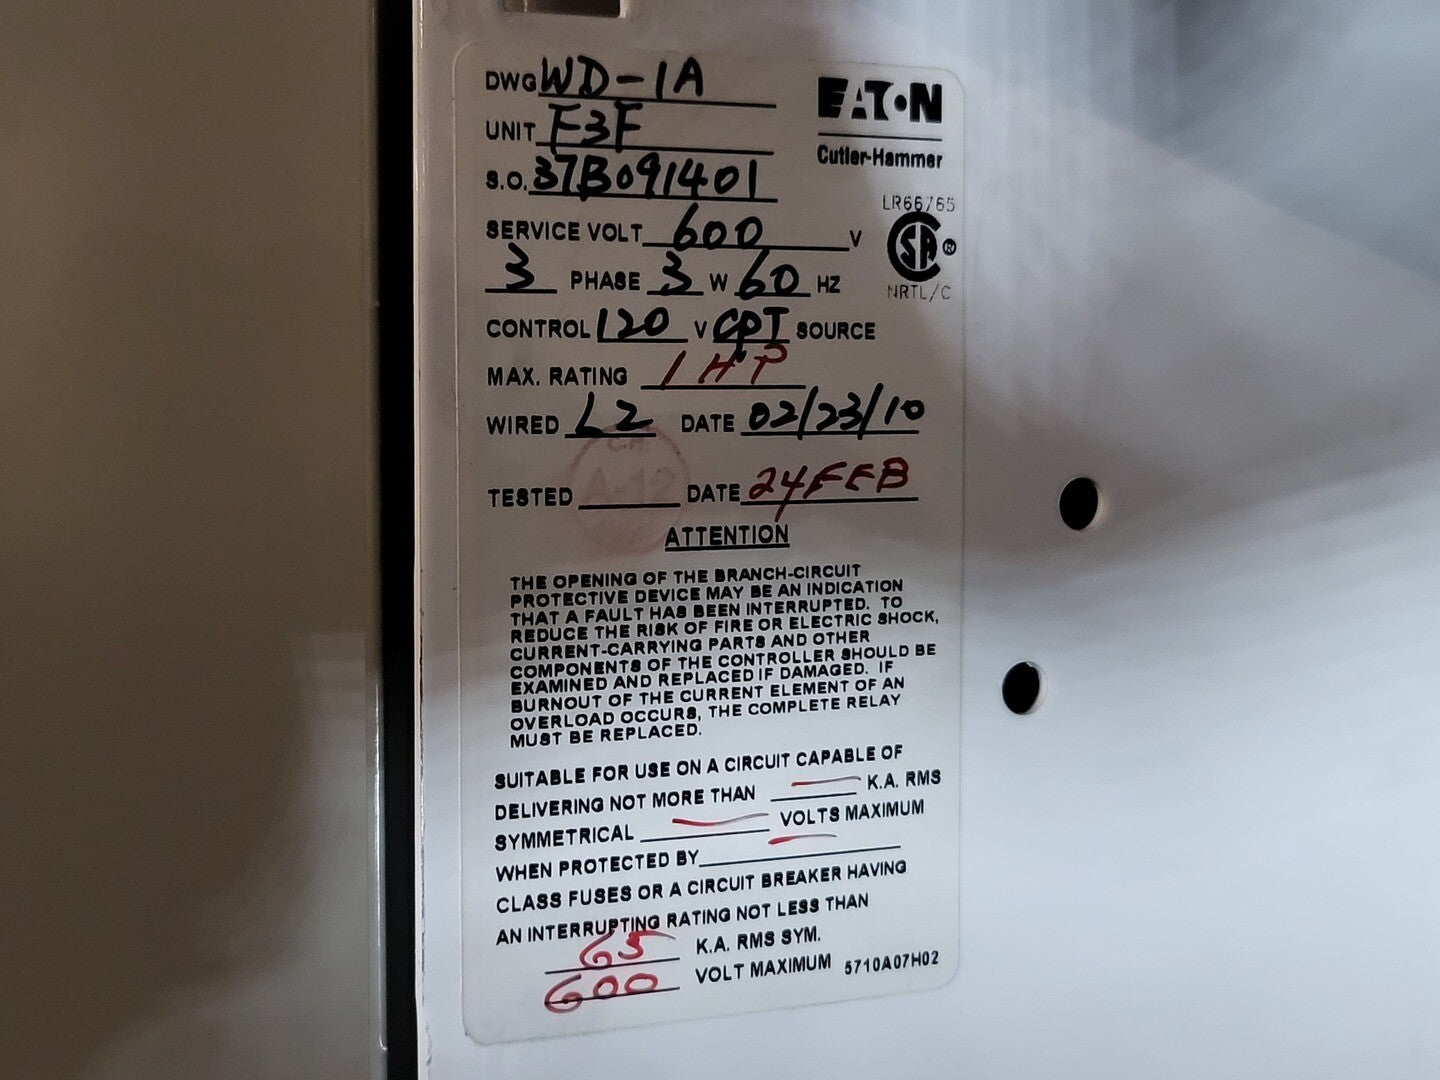 DWG WD-1A
EATON
UNIT F3F
Cutler-Hammer
S.O. 37B091401
LR66765
SERVICE VOLT 600 V
SA ®
3 PHASE 3 W 60 HZ
NRTL/C
CONTROL 120 V CPT SOURCE
MAX. RATING 1 HP
WIRED L2 DATE 02/23/10
TESTED A-12 DATE 24 FEB
ATTENTION
THE OPENING OF THE BRANCH-CIRCUIT
PROTECTIVE DEVICE MAY BE AN INDICATION
THAT A FAULT HAS BEEN INTERRUPTED. TO
REDUCE THE RISK OF FIRE OR ELECTRIC SHOCK,
CURRENT-CARRYING PARTS AND OTHER
COMPONENTS OF THE CONTROLLER SHOULD BE
EXAMINED AND REPLACED IF DAMAGED. IF
BURNOUT OF THE CURRENT ELEMENT OF AN
OVERLOAD OCCURS, THE COMPLETE RELAY
MUST BE REPLACED.
SUITABLE FOR USE ON A CIRCUIT CAPABLE OF
DELIVERING NOT MORE THAN — K.A. RMS
SYMMETRICAL — VOLTS MAXIMUM
WHEN PROTECTED BY —
CLASS FUSES OR A CIRCUIT BREAKER HAVING
AN INTERRUPTING RATING NOT LESS THAN
65 K.A. RMS SYM.
600 VOLT MAXIMUM 5710A07H02